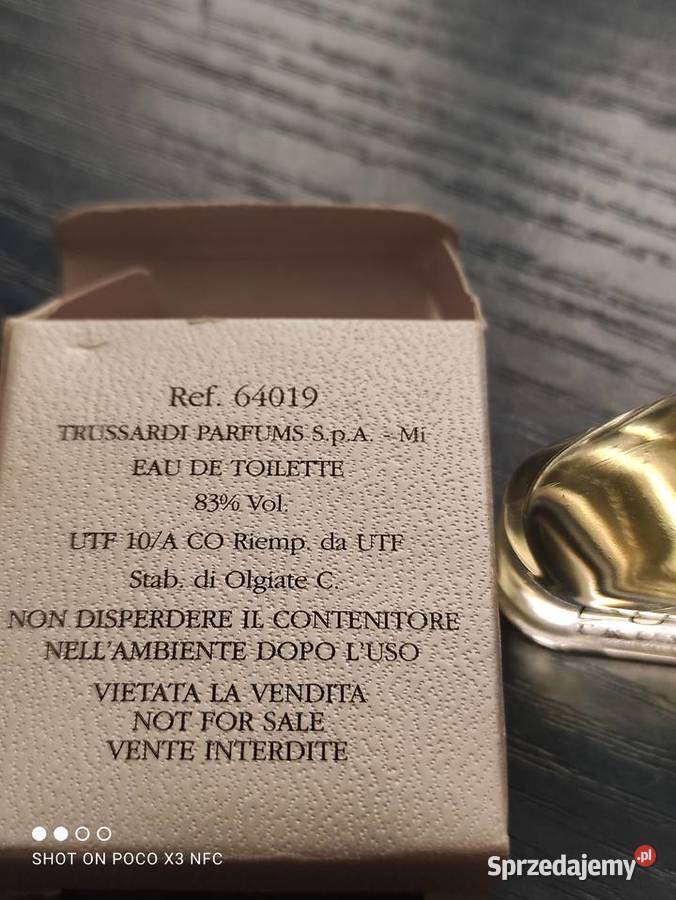 Ref. 64019
TRUSSARDI PARFUMS S.p.A. - Mi
EAU DE TOILETTE
83% Vol.
UTF 10/A CO Riemp. da UTF
Stab. di Olgiate C.
NON DISPERDERE IL CONTENITORE
NELL'AMBIENTE DOPO L'USO
VIETATA LA VENDITA
NOT FOR SALE
VENTE INTERDITE
SHOT ON POCO X3 NFC
Sprzedajemy.pl